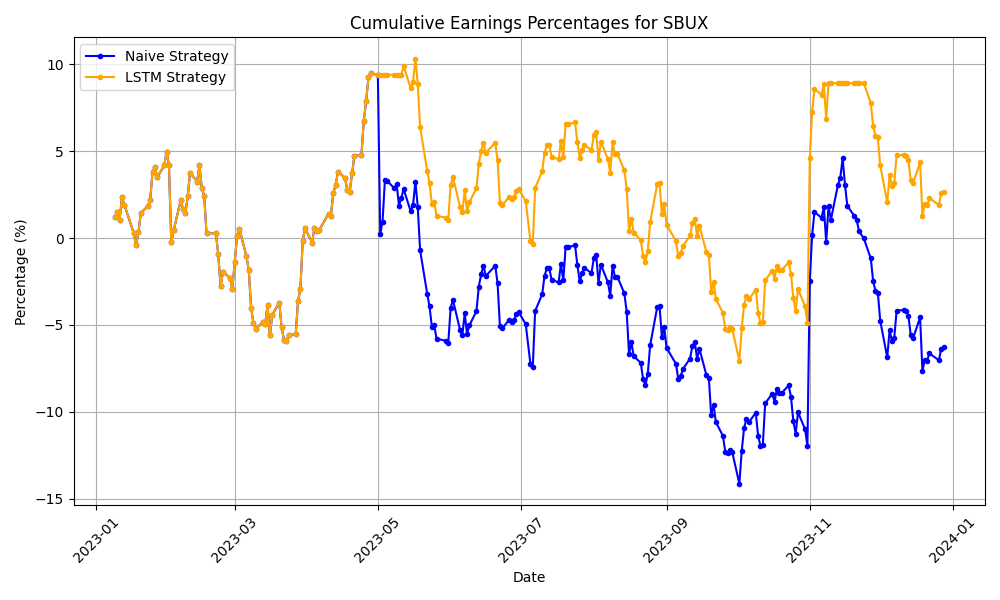 Cumulative Earnings Percentages for SBUX
Naive Strategy
LSTM Strategy
Percentage (%)
10
5
0
−5
−10
−15
2023-01
2023-03
2023-05
2023-07
2023-09
2023-11
2024-01
Date